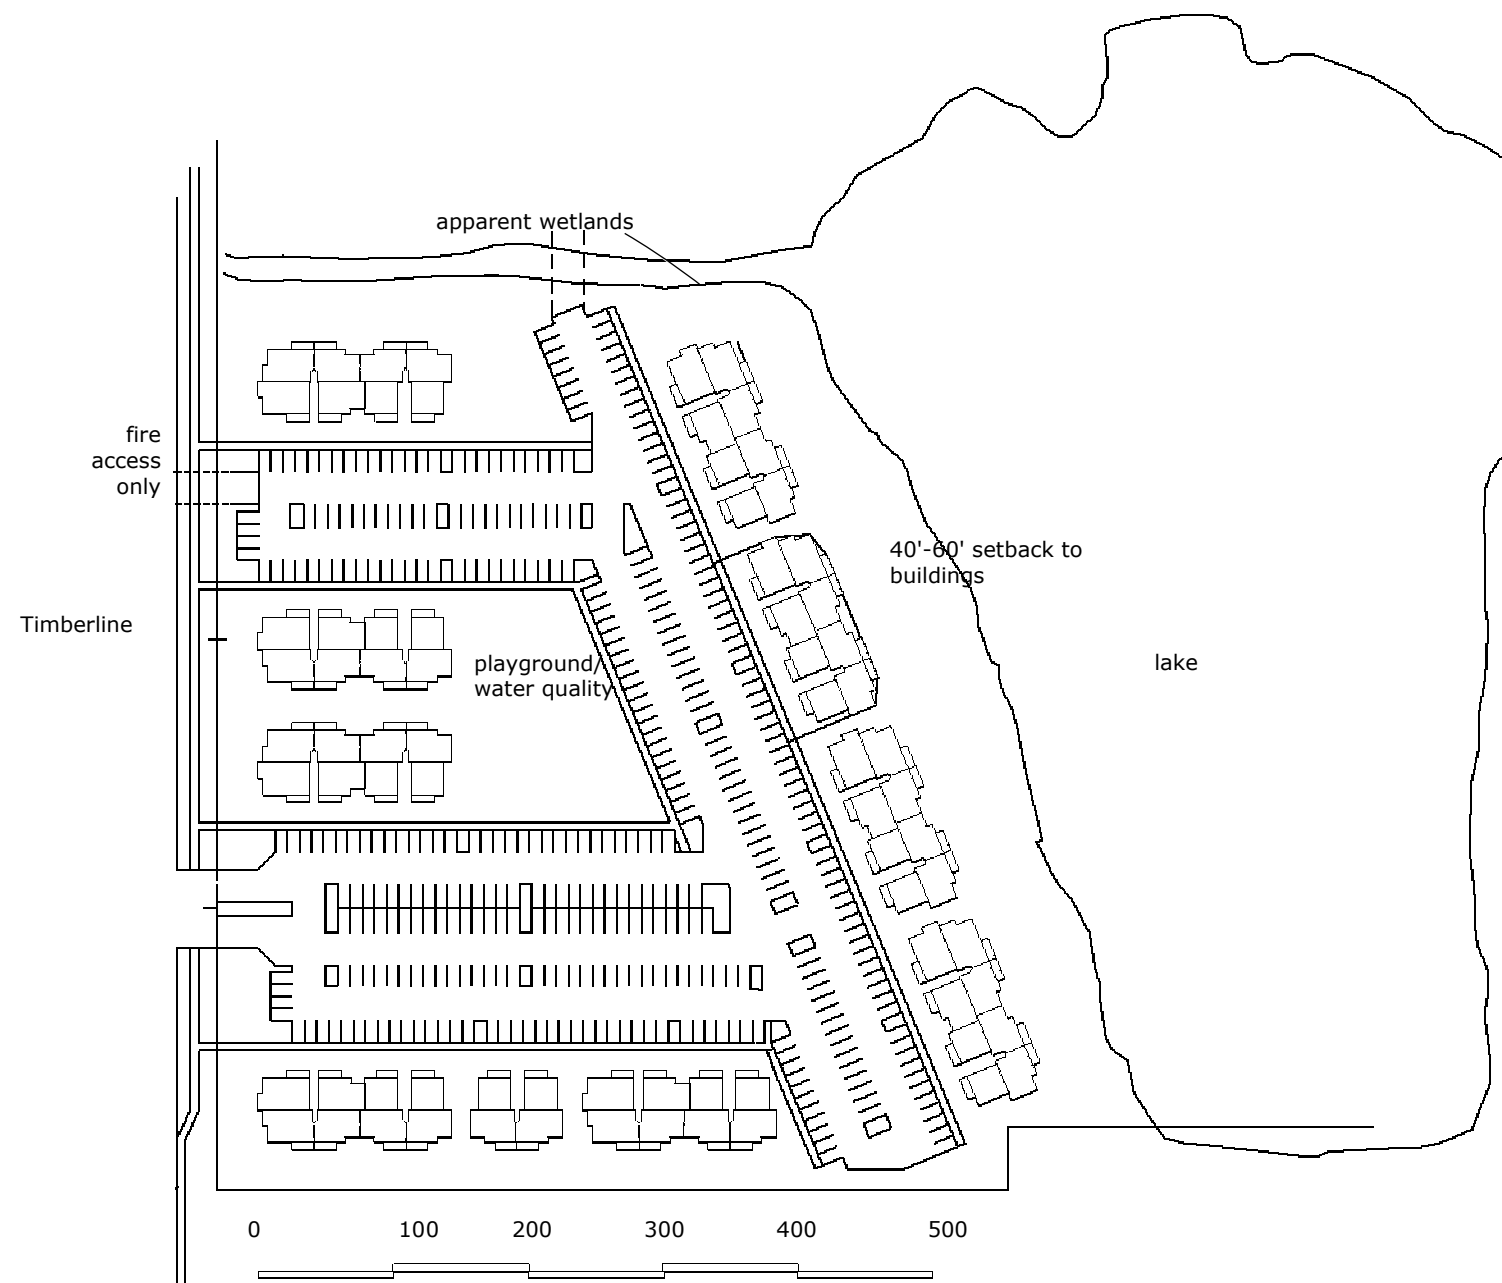 apparent wetlands
fire
access
only
40'-60' setback to
buildings
Timberline
playground/
water quality
lake
0 100 200 300 400 500